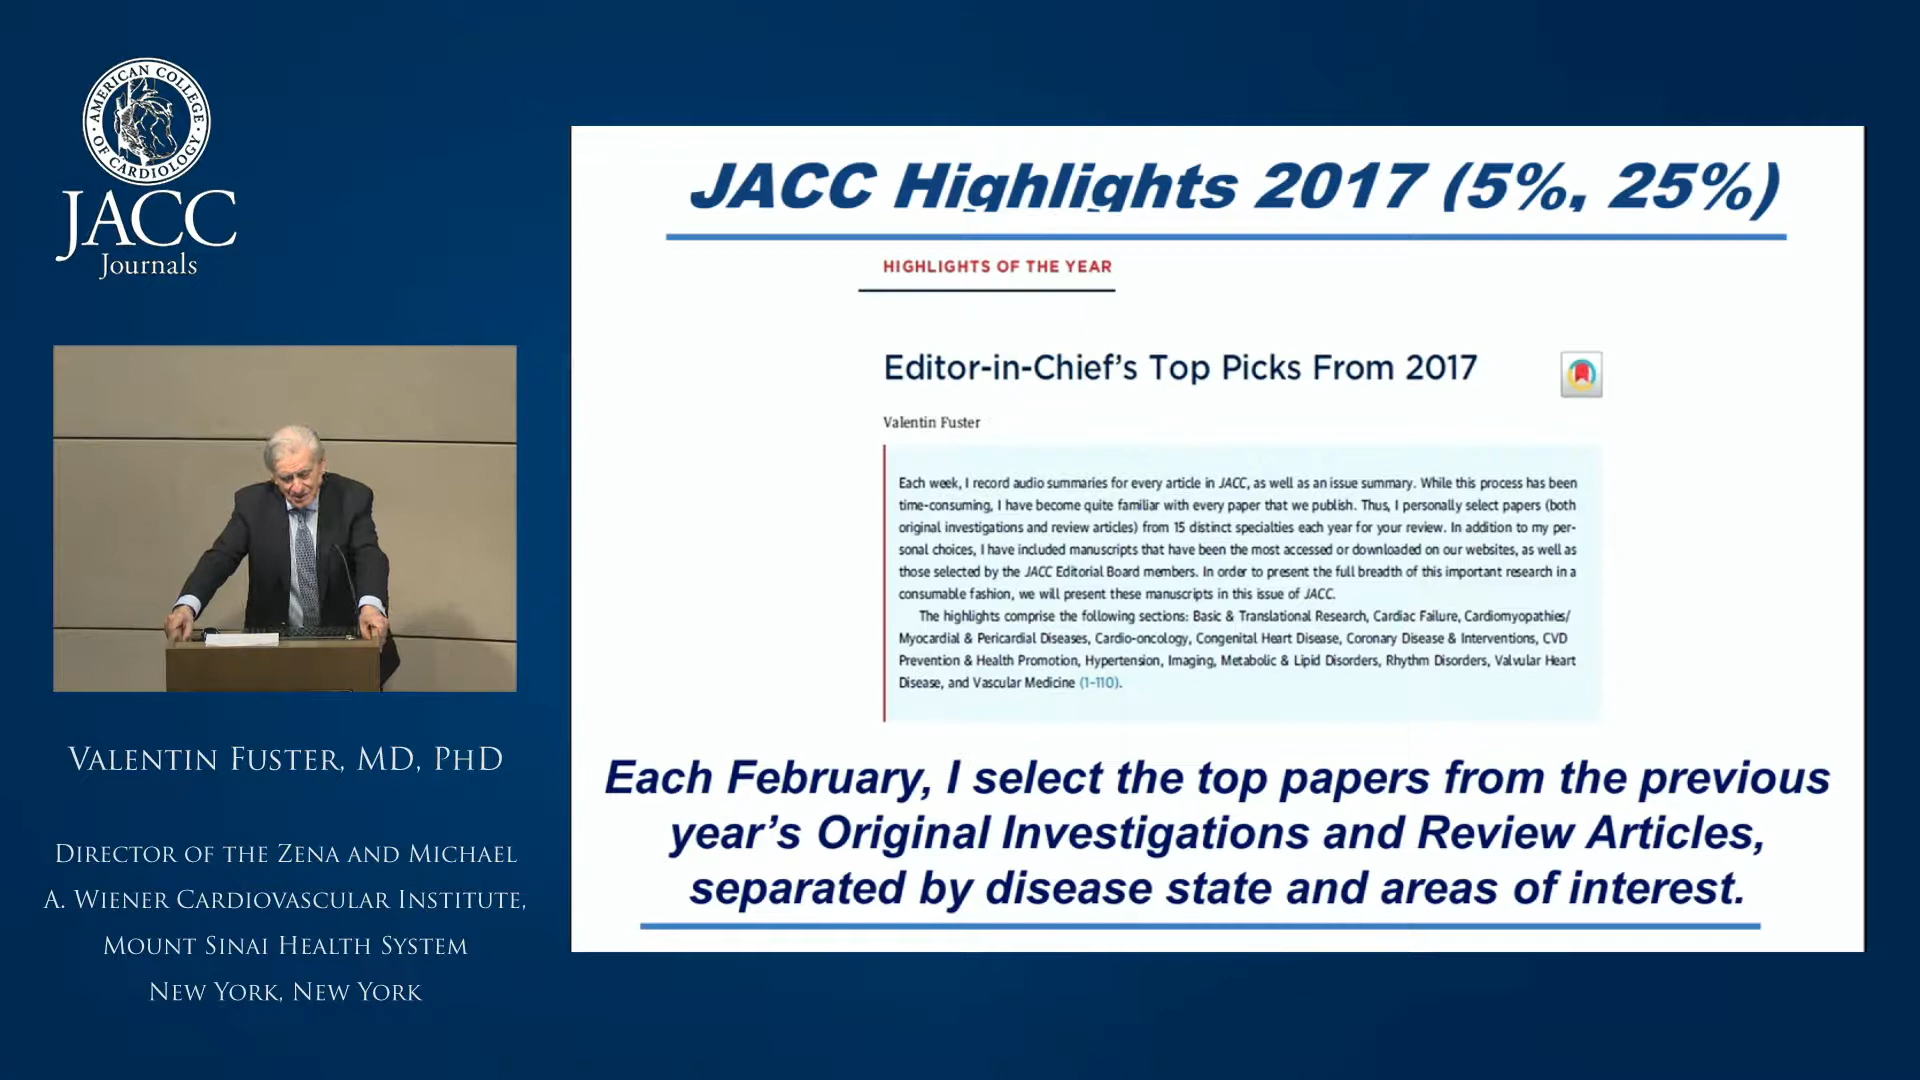 AMERICAN COLLEGE
OF CARDIOLOGY
JACC
Journals
VALENTIN FUSTER, MD, PHD
DIRECTOR OF THE ZENA AND MICHAEL
A. WIENER CARDIOVASCULAR INSTITUTE,
MOUNT SINAI HEALTH SYSTEM
NEW YORK, NEW YORK
JACC Highlights 2017 (5%, 25%)
HIGHLIGHTS OF THE YEAR
Editor-in-Chief's Top Picks From 2017
Valentin Fuster
Each week, I record audio summaries for every article in JACC, as well as an issue summary. While this process has been
time-consuming, I have become quite familiar with every paper that we publish. Thus, I personally select papers (both
original investigations and review articles) from 15 distinct specialties each year for your review. In addition to my per-
sonal choices, I have included manuscripts that have been the most accessed or downloaded on our websites, as well as
those selected by the JACC Editorial Board members. In order to present the full breadth of this important research in a
consumable fashion, we will present these manuscripts in this issue of JACC.
The highlights comprise the following sections: Basic & Translational Research, Cardiac Failure, Cardiomyopathies/
Myocardial & Pericardial Diseases, Cardio-oncology, Congenital Heart Disease, Coronary Disease & Interventions, CVD
Prevention & Health Promotion, Hypertension, Imaging, Metabolic & Lipid Disorders, Rhythm Disorders, Valvular Heart
Disease, and Vascular Medicine (1–110).
Each February, I select the top papers from the previous
year's Original Investigations and Review Articles,
separated by disease state and areas of interest.